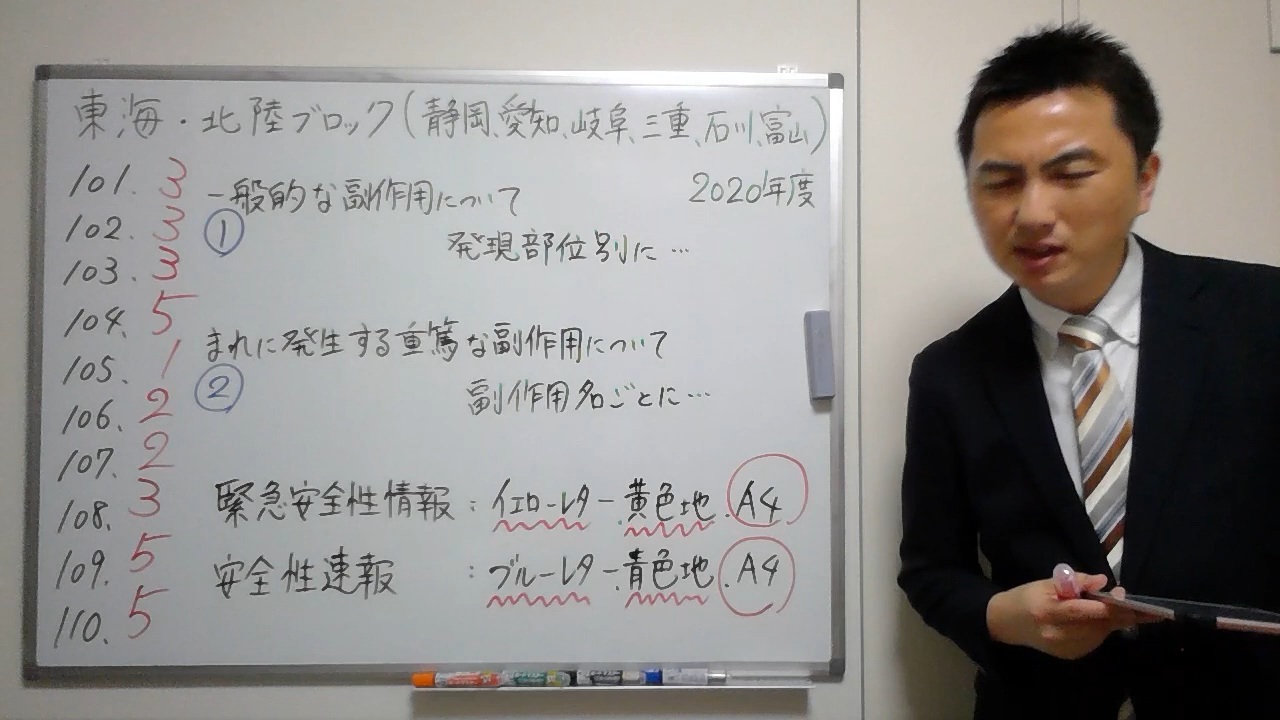 東海・北陸ブロック(静岡、愛知、岐阜、三重、石川、富山)
2020年度
101. 3
102. 3
103. 3
104. 5
105. 1
106. 2
107. 2
108. 3
109. 5
110. 5
一般的な副作用について
①
発現部位別に…
まれに発生する重篤な副作用について
②
副作用名ごとに…
緊急安全性情報:イエローレター.黄色地.A4
安全性速報:ブルーレター.青色地.A4